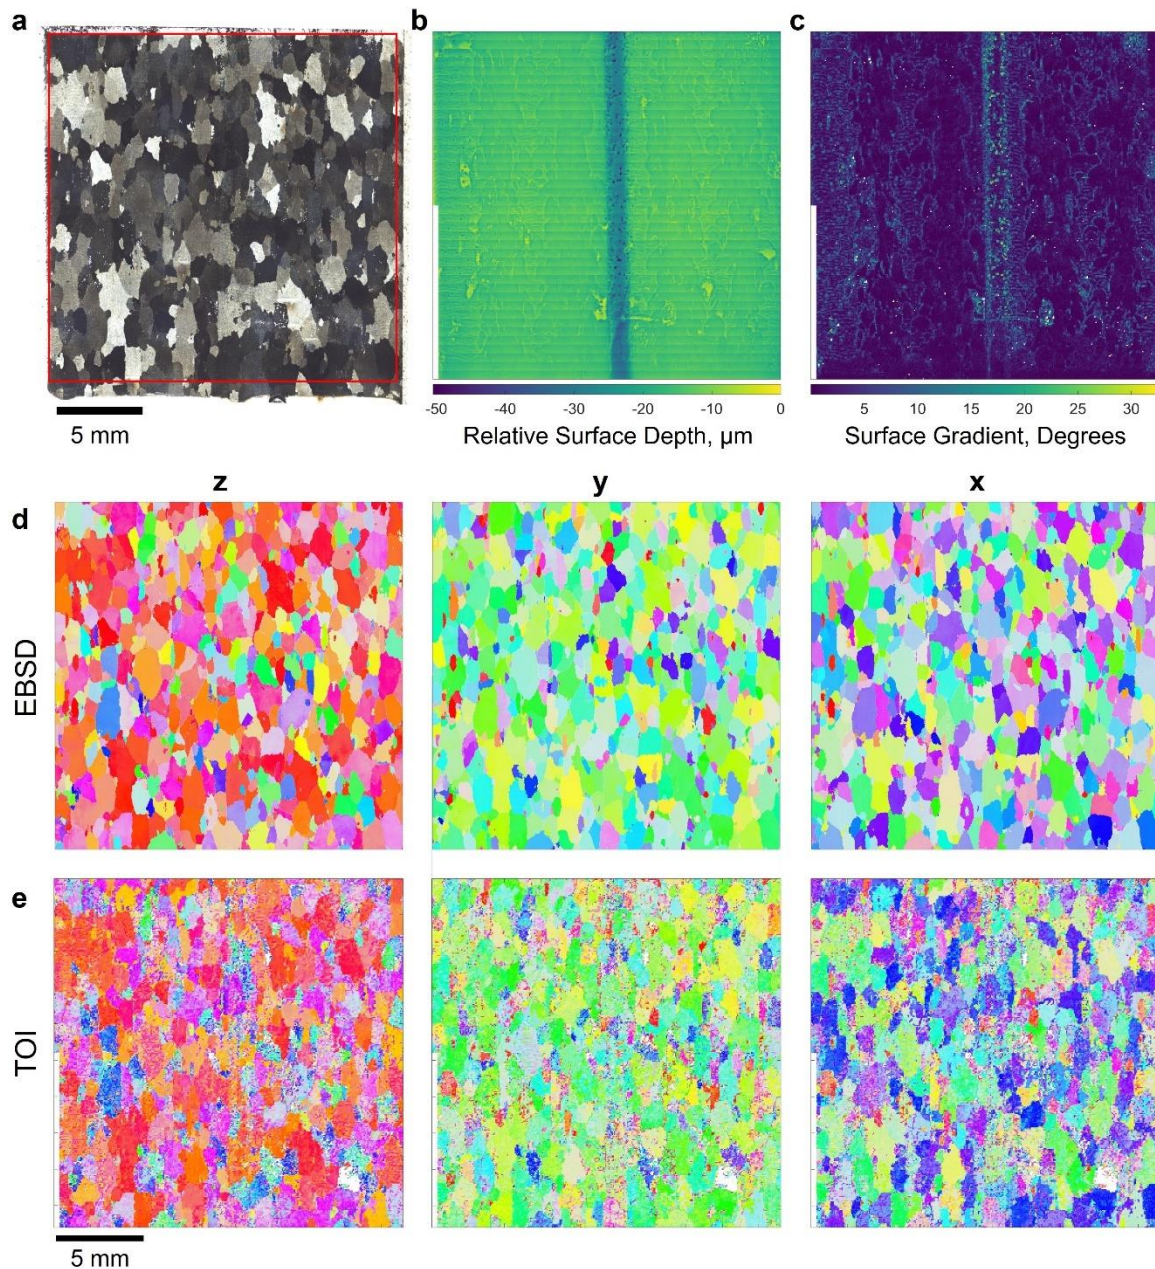 a
b
c
5 mm
-50 -40 -30 -20 -10 0
Relative Surface Depth, µm
5 10 15 20 25 30
Surface Gradient, Degrees
z
y
x
d
EBSD
e
TOI
5 mm